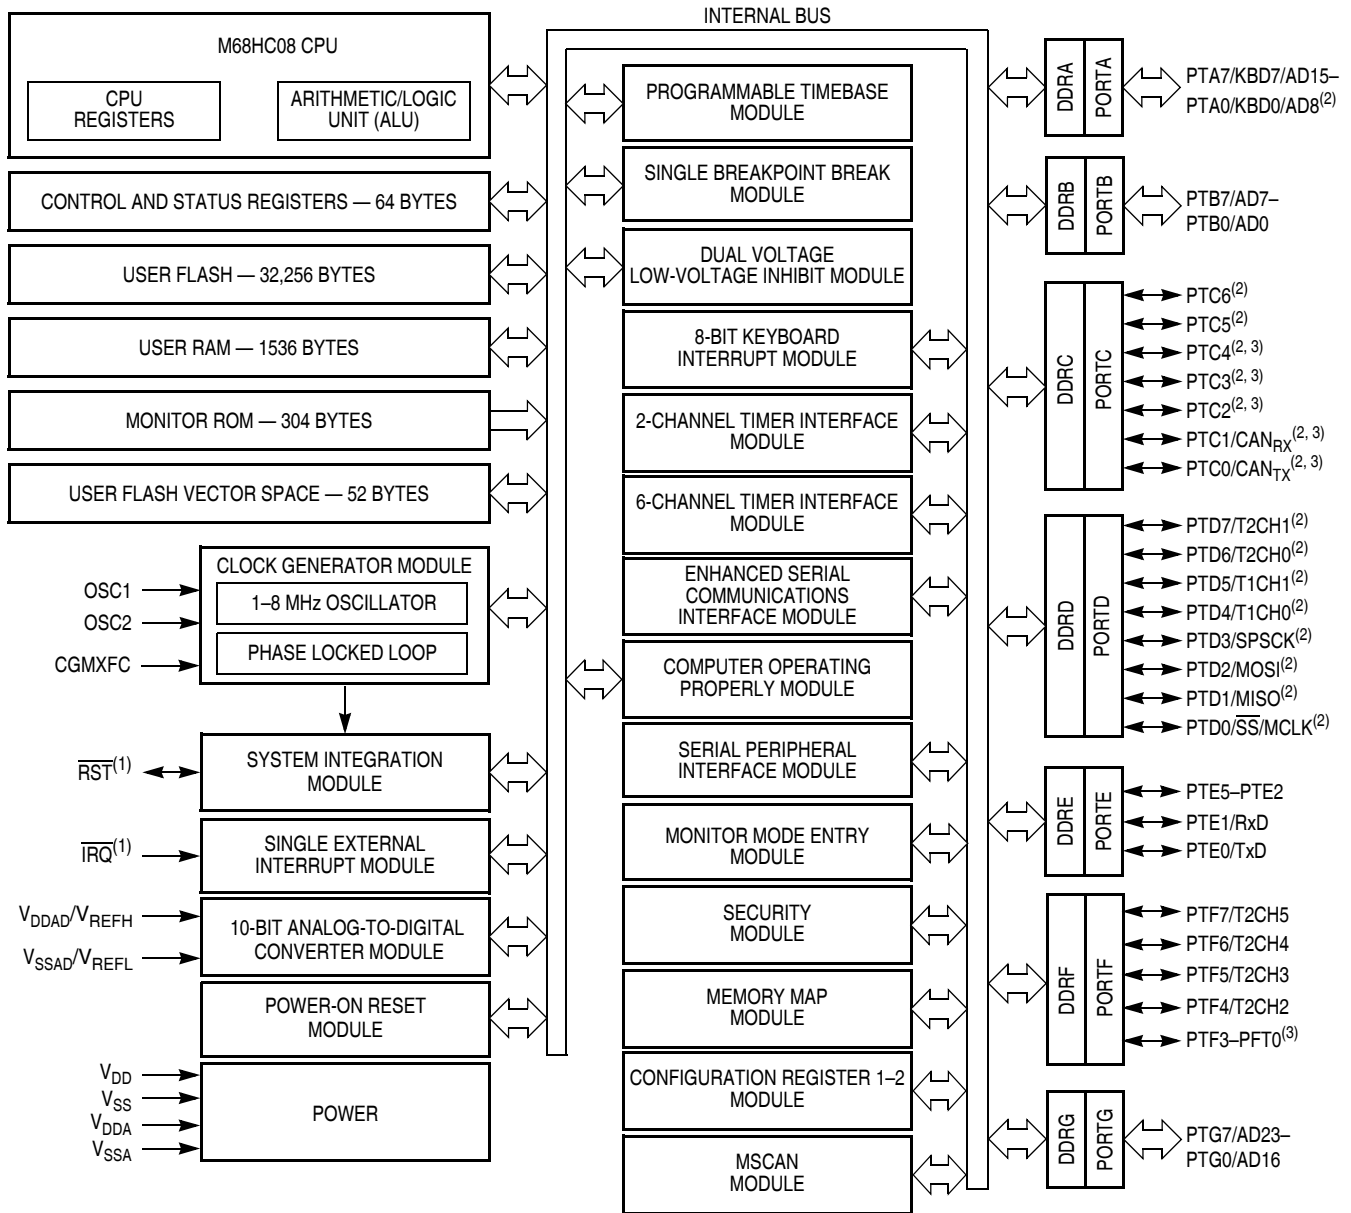 INTERNAL BUS
M68HC08 CPU
CPU
REGISTERS
ARITHMETIC/LOGIC
UNIT (ALU)
CONTROL AND STATUS REGISTERS — 64 BYTES
USER FLASH — 32,256 BYTES
USER RAM — 1536 BYTES
MONITOR ROM — 304 BYTES
USER FLASH VECTOR SPACE — 52 BYTES
CLOCK GENERATOR MODULE
1–8 MHz OSCILLATOR
PHASE LOCKED LOOP
OSC1
OSC2
CGMXFC
SYSTEM INTEGRATION
MODULE
RST(1)
SINGLE EXTERNAL
INTERRUPT MODULE
IRQ(1)
10-BIT ANALOG-TO-DIGITAL
CONVERTER MODULE
VDDAD/VREFH
VSSAD/VREFL
POWER-ON RESET
MODULE
POWER
VDD
VSS
VDDA
VSSA
PROGRAMMABLE TIMEBASE
MODULE
SINGLE BREAKPOINT BREAK
MODULE
DUAL VOLTAGE
LOW-VOLTAGE INHIBIT MODULE
8-BIT KEYBOARD
INTERRUPT MODULE
2-CHANNEL TIMER INTERFACE
MODULE
6-CHANNEL TIMER INTERFACE
MODULE
ENHANCED SERIAL
COMMUNICATIONS
INTERFACE MODULE
COMPUTER OPERATING
PROPERLY MODULE
SERIAL PERIPHERAL
INTERFACE MODULE
MONITOR MODE ENTRY
MODULE
SECURITY
MODULE
MEMORY MAP
MODULE
CONFIGURATION REGISTER 1–2
MODULE
MSCAN
MODULE
DDRA
PORTA
PTA7/KBD7/AD15–
PTA0/KBD0/AD8(2)
DDRB
PORTB
PTB7/AD7–
PTB0/AD0
DDRC
PORTC
PTC6(2)
PTC5(2)
PTC4(2, 3)
PTC3(2, 3)
PTC2(2, 3)
PTC1/CANRX(2, 3)
PTC0/CANTX(2, 3)
DDRD
PORTD
PTD7/T2CH1(2)
PTD6/T2CH0(2)
PTD5/T1CH1(2)
PTD4/T1CH0(2)
PTD3/SPSCK(2)
PTD2/MOSI(2)
PTD1/MISO(2)
PTD0/SS/MCLK(2)
DDRE
PORTE
PTE5–PTE2
PTE1/RxD
PTE0/TxD
DDRF
PORTF
PTF7/T2CH5
PTF6/T2CH4
PTF5/T2CH3
PTF4/T2CH2
PTF3–PFT0(3)
DDRG
PORTG
PTG7/AD23–
PTG0/AD16